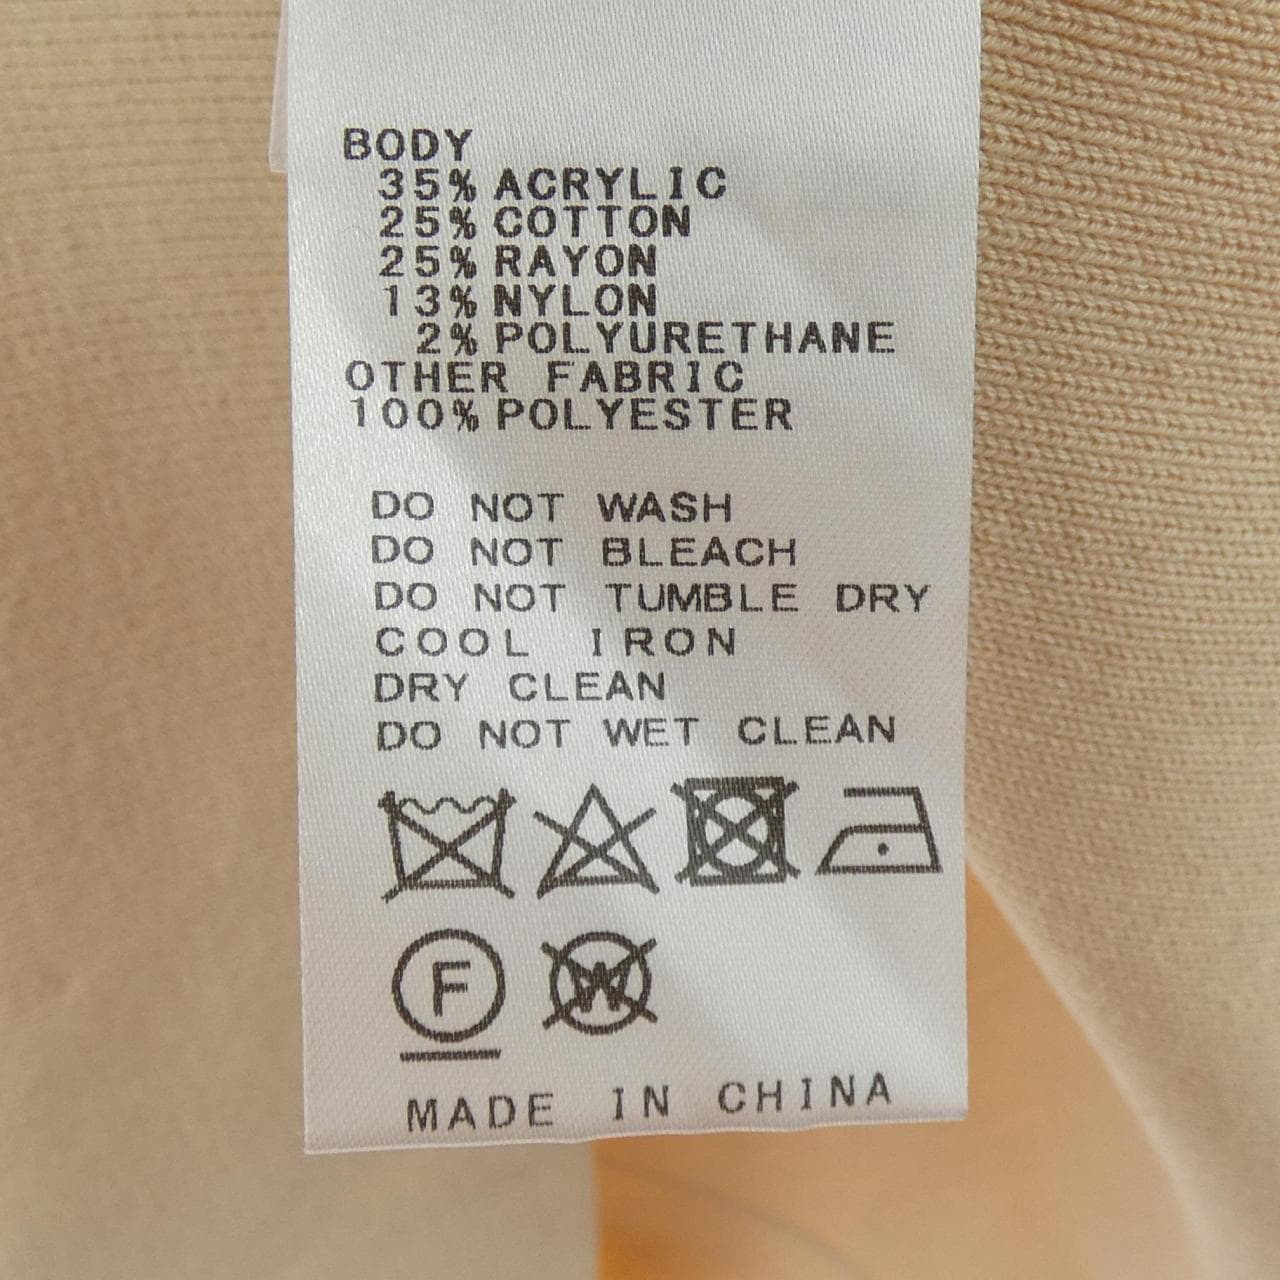 BODY
35% ACRYLIC
25% COTTON
25% RAYON
13% NYLON
2% POLYURETHANE
OTHER FABRIC
100% POLYESTER
DO NOT WASH
DO NOT BLEACH
DO NOT TUMBLE DRY
COOL IRON
DRY CLEAN
DO NOT WET CLEAN
F W
MADE IN CHINA